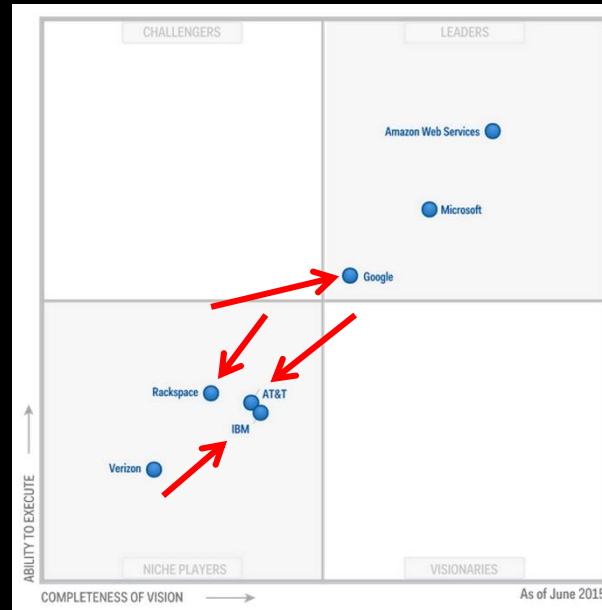 CHALLENGERS
LEADERS
Amazon Web Services
Microsoft
Google
Rackspace
AT&T
IBM
Verizon
ABILITY TO EXECUTE
NICHE PLAYERS
VISIONARIES
COMPLETENESS OF VISION
As of June 2015